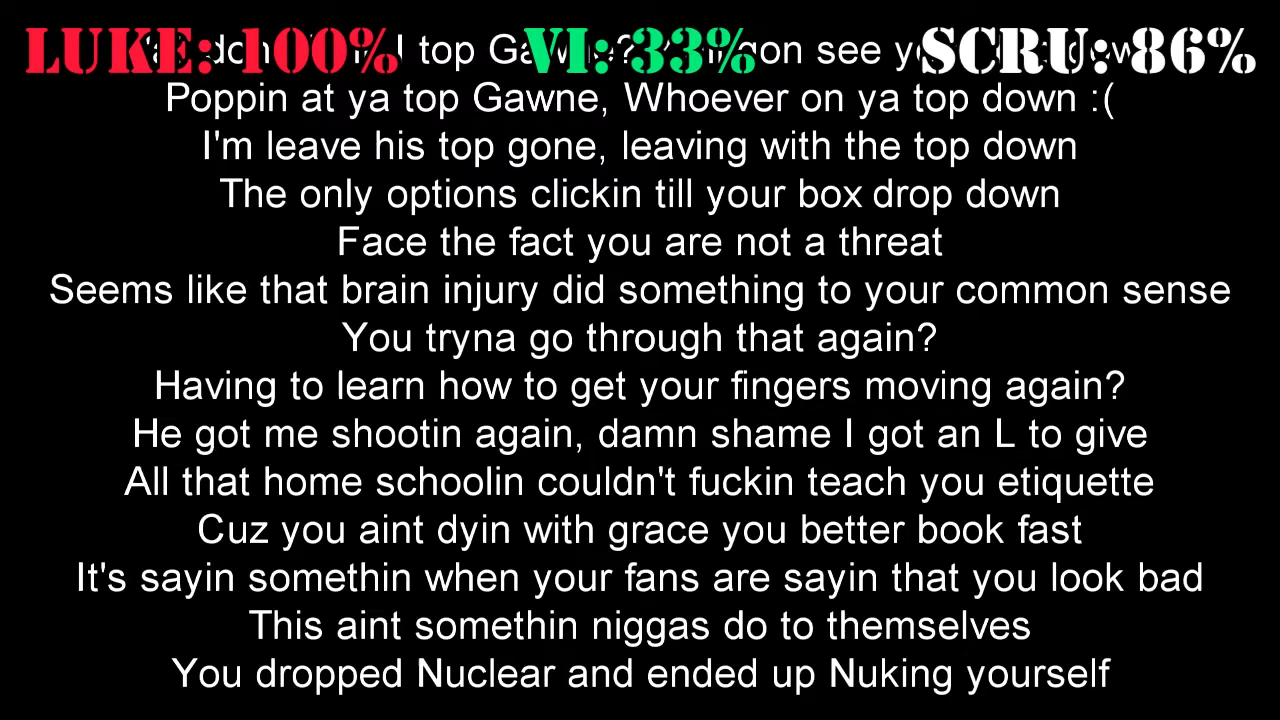 LUKE: 100% VI: 33% SCRU: 86%
don I top gon see
Poppin at ya top Gawne, Whoever on ya top down :(
I'm leave his top gone, leaving with the top down
The only options clickin till your box drop down
Face the fact you are not a threat
Seems like that brain injury did something to your common sense
You tryna go through that again?
Having to learn how to get your fingers moving again?
He got me shootin again, damn shame I got an L to give
All that home schoolin couldn't fuckin teach you etiquette
Cuz you aint dyin with grace you better book fast
It's sayin somethin when your fans are sayin that you look bad
This aint somethin niggas do to themselves
You dropped Nuclear and ended up Nuking yourself